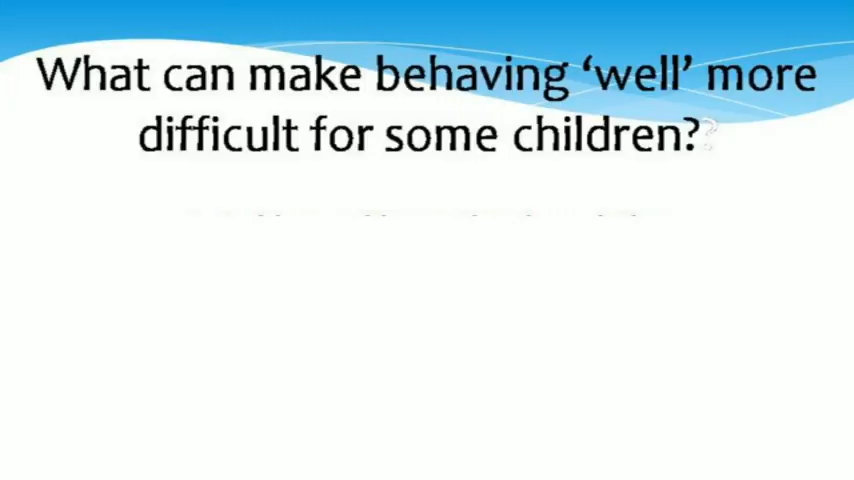 What can make behaving ‘well’ more
difficult for some children?